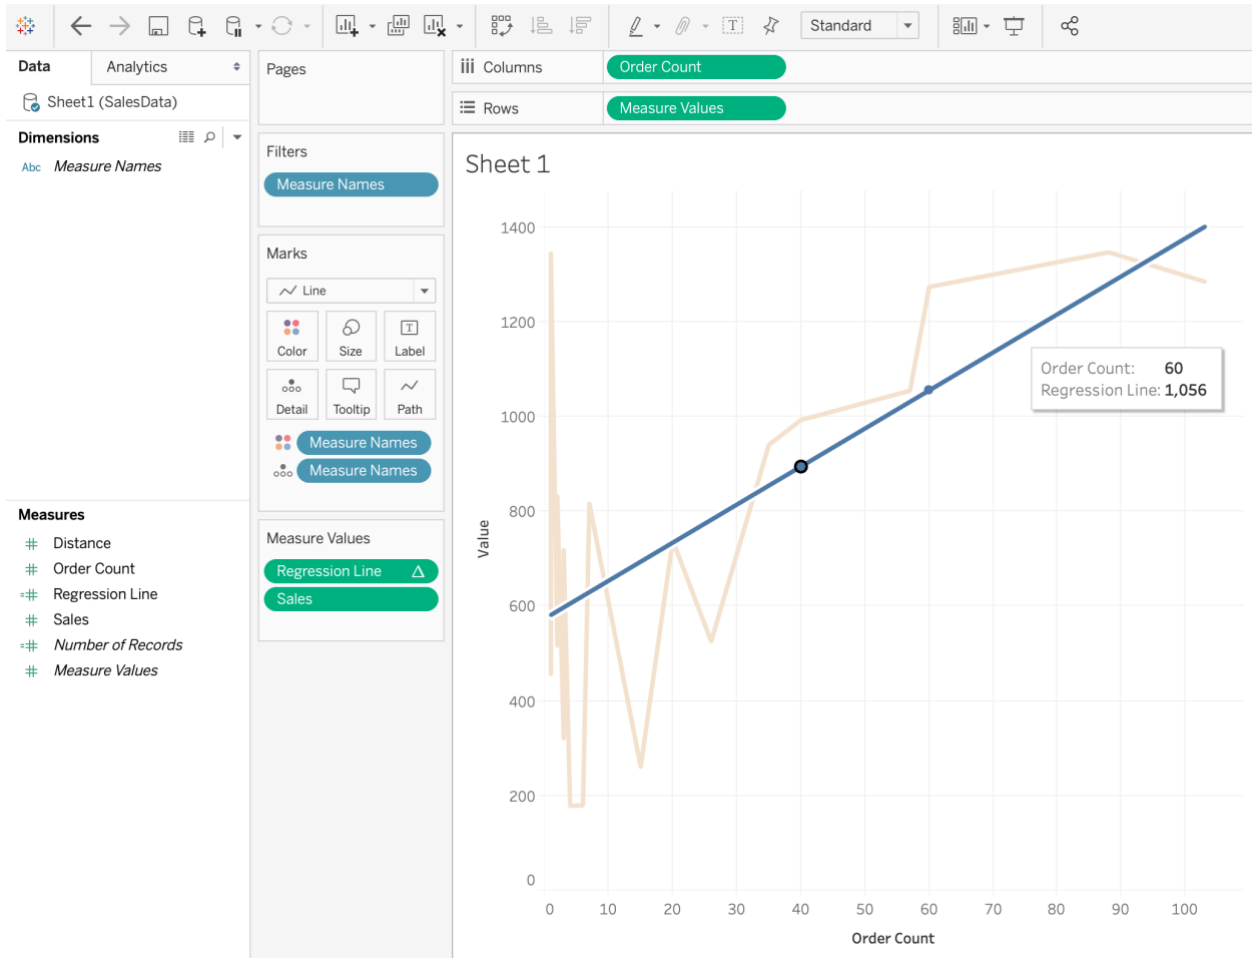 Standard
Data
Analytics
Sheet1 (SalesData)
Dimensions
Abc Measure Names
Measures
Distance
Order Count
Regression Line
Sales
Number of Records
Measure Values
Pages
Filters
Measure Names
Marks
Line
Color Size Label
T
Detail Tooltip Path
Measure Names
Measure Names
Measure Values
Regression Line Δ
Sales
Columns Order Count
Rows Measure Values
Sheet 1
Value
1400
1200
1000
800
600
400
200
0
Order Count: 60
Regression Line: 1,056
0 10 20 30 40 50 60 70 80 90 100
Order Count